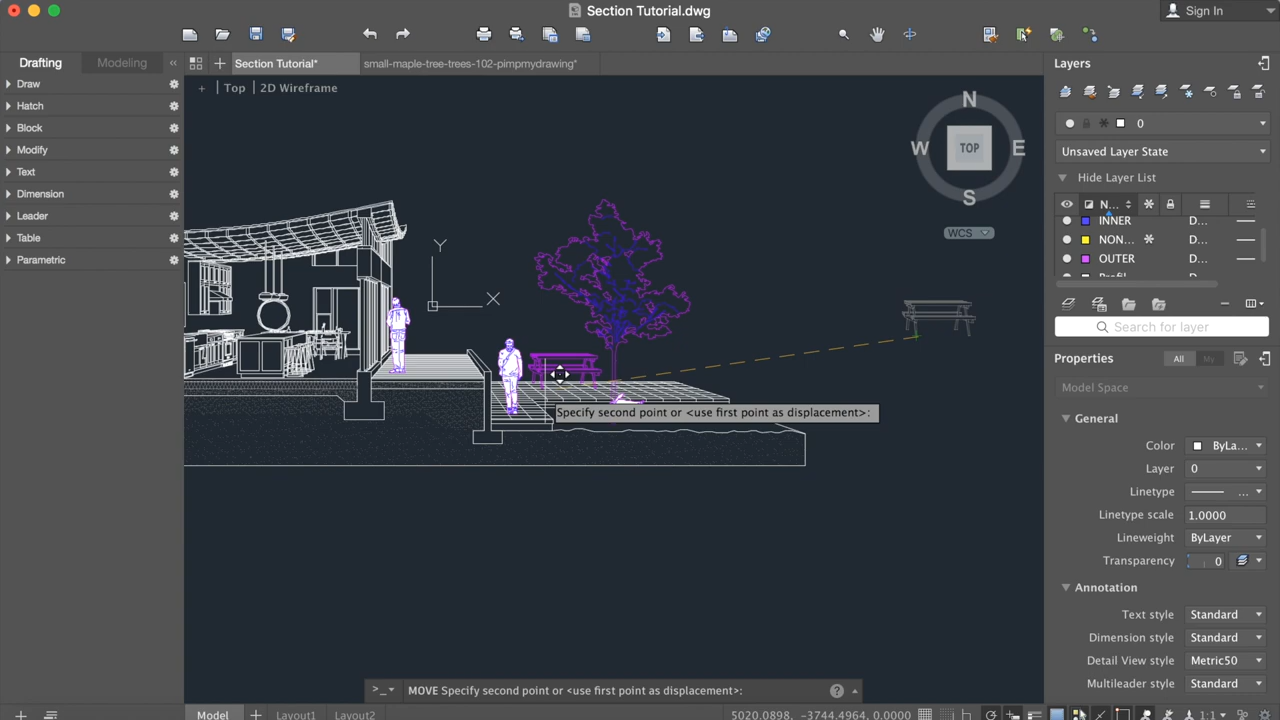 Section Tutorial.dwg
Sign In
Drafting
Modeling
Section Tutorial*
small-maple-tree-trees-102-pimpmydrawing*
Layers
Draw
Hatch
Block
Modify
Text
Dimension
Leader
Table
Parametric
Top
2D Wireframe
N
W
TOP
E
S
WCS
Y
X
0
Unsaved Layer State
Hide Layer List
N...
INNER D...
NON... D...
OUTER D...
Search for layer
Properties
All
My
Model Space
General
Color ByLa...
Layer 0
Linetype ...
Linetype scale 1.0000
Lineweight ByLayer
Transparency 0
Annotation
Text style Standard
Dimension style Standard
Detail View style Metric50
Multileader style Standard
Specify second point or <use first point as displacement>:
>_ MOVE Specify second point or <use first point as displacement>:
?
Model
Layout1
Layout2
5020.0898, -3744.4964, 0.0000
1:1